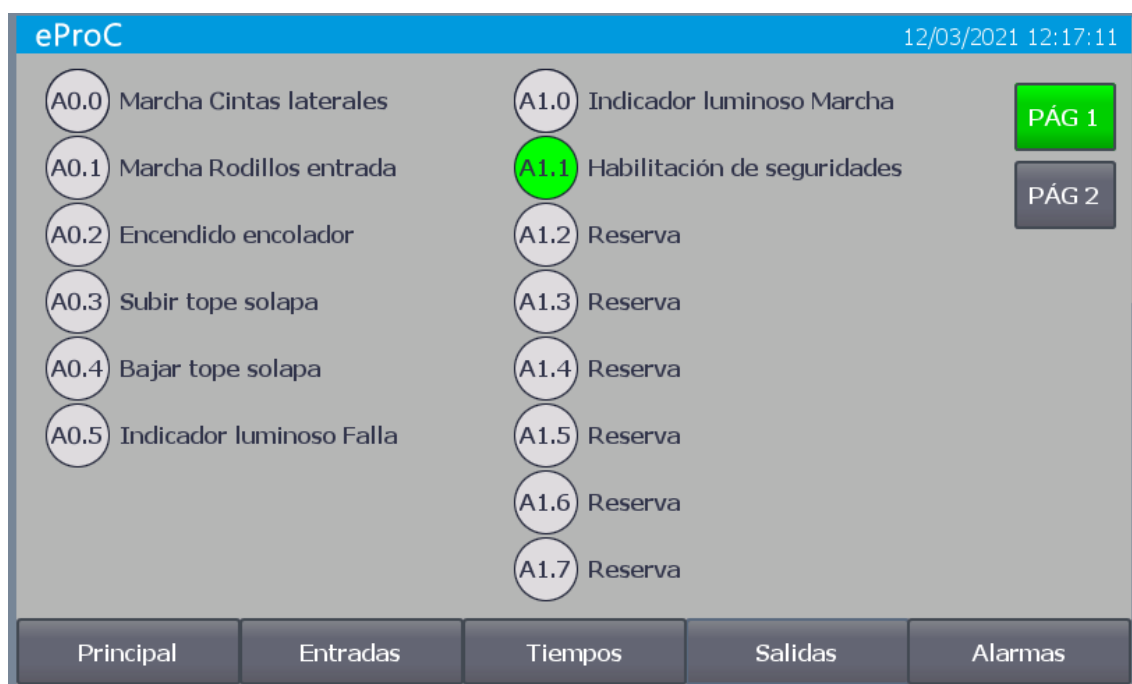 eProC
12/03/2021 12:17:11
A0.0 Marcha Cintas laterales
A0.1 Marcha Rodillos entrada
A0.2 Encendido encolador
A0.3 Subir tope solapa
A0.4 Bajar tope solapa
A0.5 Indicador luminoso Falla
A1.0 Indicador luminoso Marcha
A1.1 Habilitación de seguridades
A1.2 Reserva
A1.3 Reserva
A1.4 Reserva
A1.5 Reserva
A1.6 Reserva
A1.7 Reserva
PÁG 1
PÁG 2
Principal
Entradas
Tiempos
Salidas
Alarmas